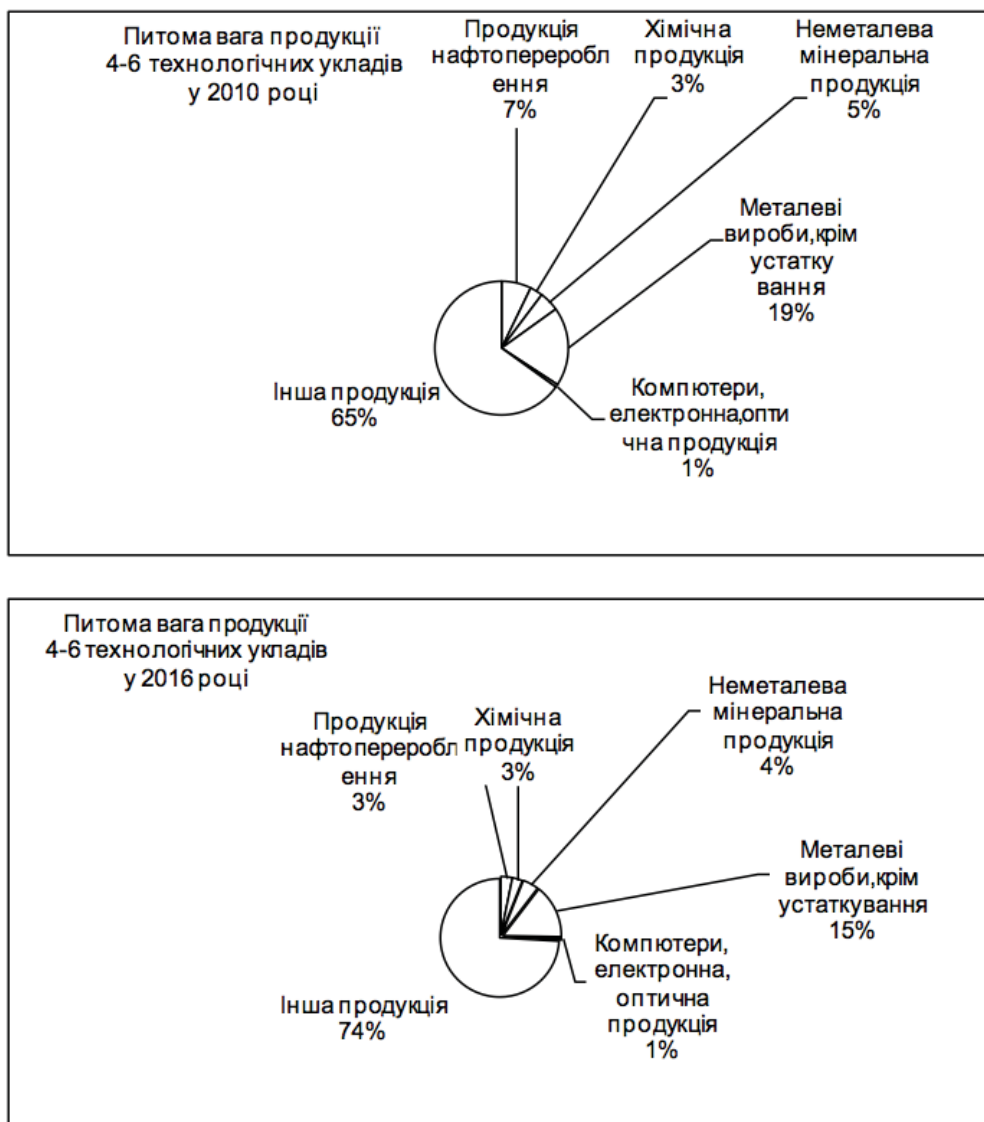 Питома вага продукції
4-6 технологічних укладів
у 2010 році
Продукція
нафтопереробл
ення
7%
Хімічна
продукція
3%
Неметалева
мінеральна
продукція
5%
Металеві
вироби,крім
устатку
вання
19%
Компютери,
електронна,опти
чна продукція
1%
Інша продукція
65%
Питома вага продукції
4-6 технологічних укладів
у 2016 році
Продукція
нафтопереробл
ення
3%
Хімічна
продукція
3%
Неметалева
мінеральна
продукція
4%
Металеві
вироби,крім
устаткування
15%
Компютери,
електронна,
оптична
продукція
1%
Інша продукція
74%